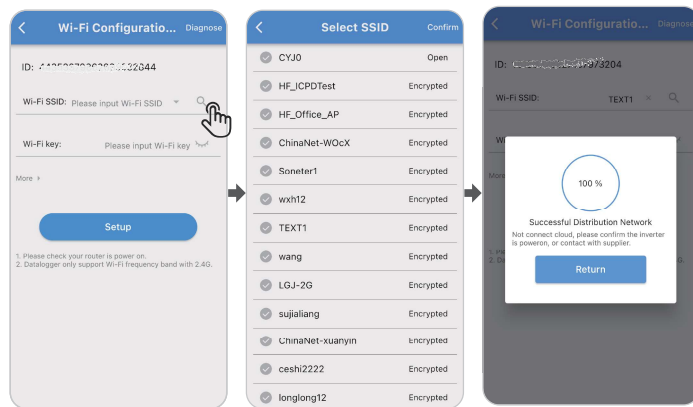 Wi-Fi Configuratio... Diagnose
ID:
Wi-Fi SSID: Please input Wi-Fi SSID
Wi-Fi key: Please input Wi-Fi key
More
Setup
1. Please check your router is power on.
2. Datalogger only support Wi-Fi frequency band with 2.4G.
Select SSID Confirm
CYJ0 Open
HF_ICPDTest Encrypted
HF_Office_AP Encrypted
ChinaNet-WOcX Encrypted
Soneter1 Encrypted
wxh12 Encrypted
TEXT1 Encrypted
wang Encrypted
LGJ-2G Encrypted
sujialiang Encrypted
ChinaNet-xuanyin Encrypted
ceshi2222 Encrypted
longlong12 Encrypted
Wi-Fi Configuratio... Diagnose
ID:
Wi-Fi SSID: TEXT1
More
100 %
Successful Distribution Network
Not connect cloud, please confirm the inverter
is poweron, or contact with suppiler.
Return